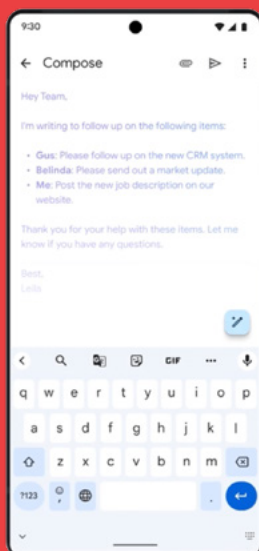 9:30
Compose
Hey Team,
I'm writing to follow up on the following items:
• Gus: Please follow up on the new CRM system.
• Belinda: Please send out a market update.
• Me: Post the new job description on our
website.
Thank you for your help with these items. Let me
know if you have any questions.
Best,
Leila
GIF
q w e r t y u i o p
a s d f g h j k l
z x c v b n m
?123 , .